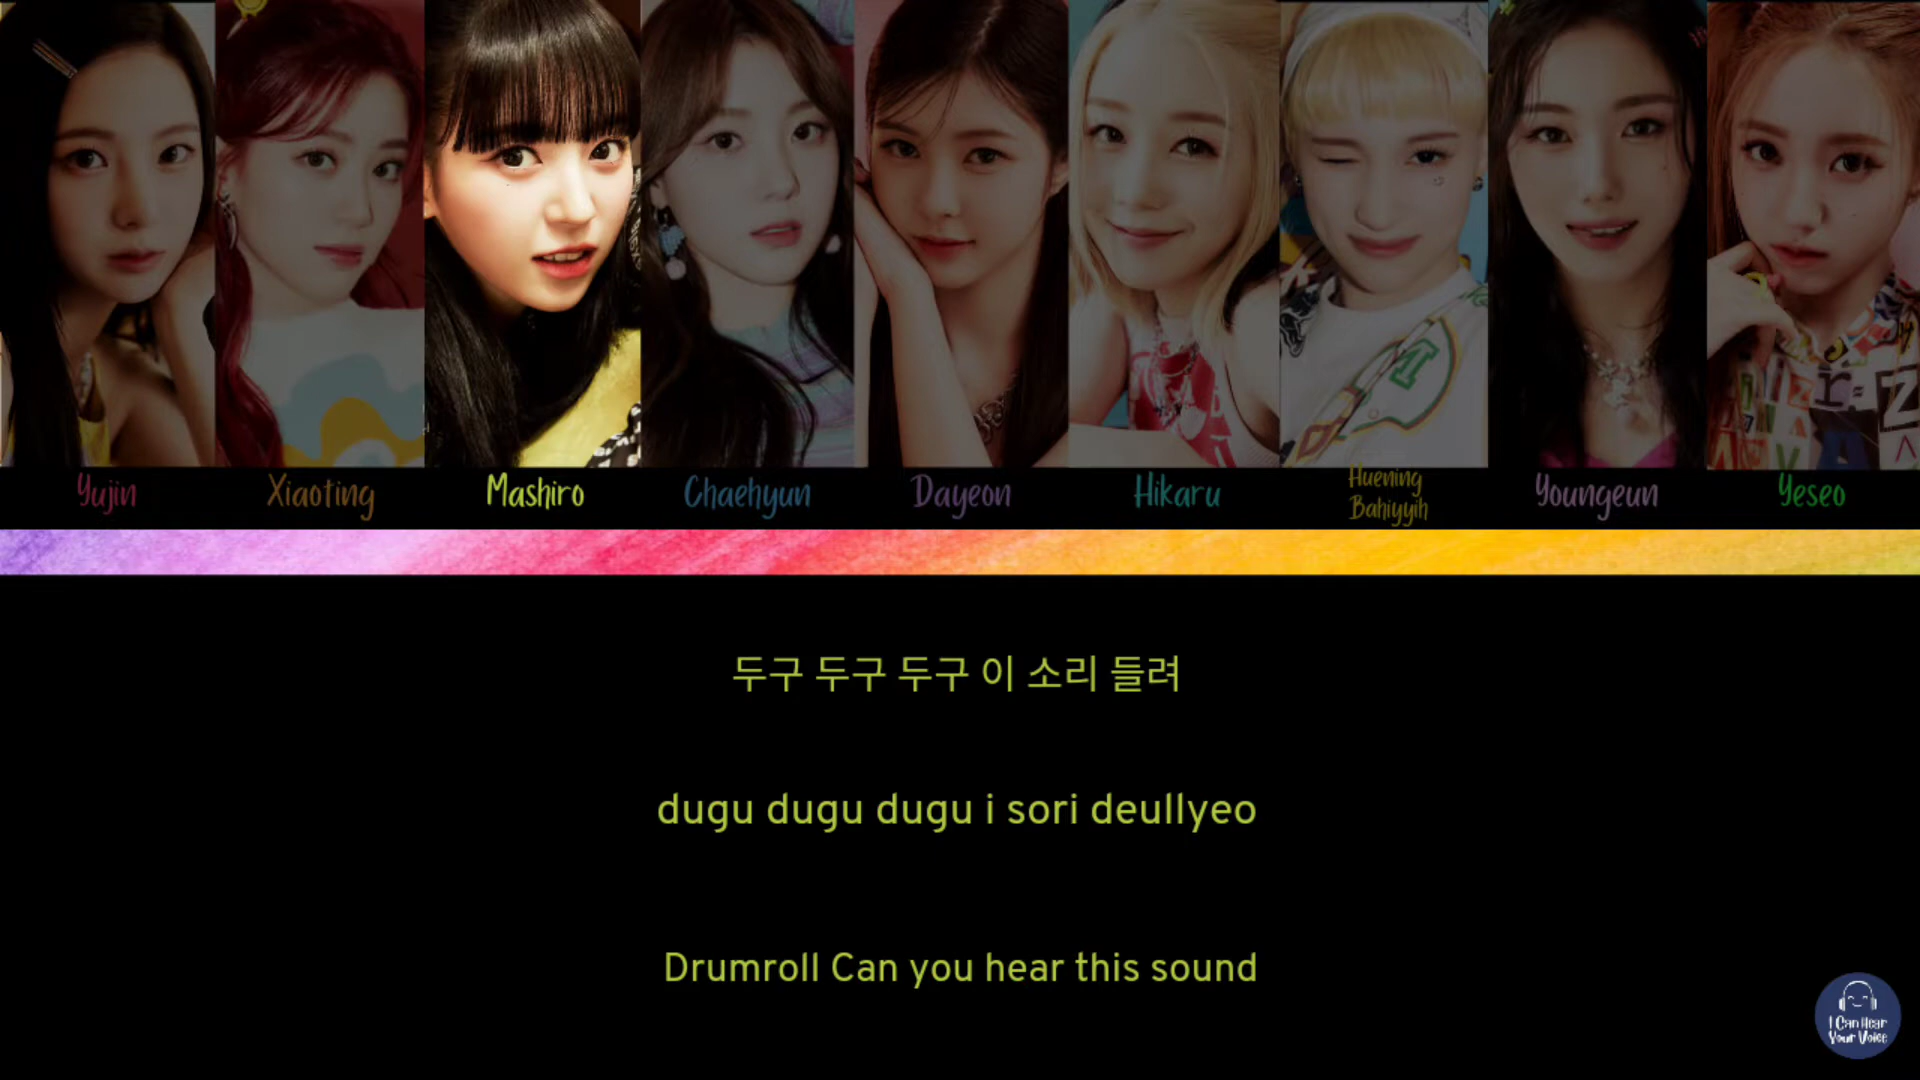 Yujin
Xiaoting
Mashiro
Chaehyun
Dayeon
Hikaru
Huening
Bahiyyih
Youngeun
Yeseo
두구 두구 두구 이 소리 들려
dugu dugu dugu i sori deullyeo
Drumroll Can you hear this sound
I Can Hear
Your Voice